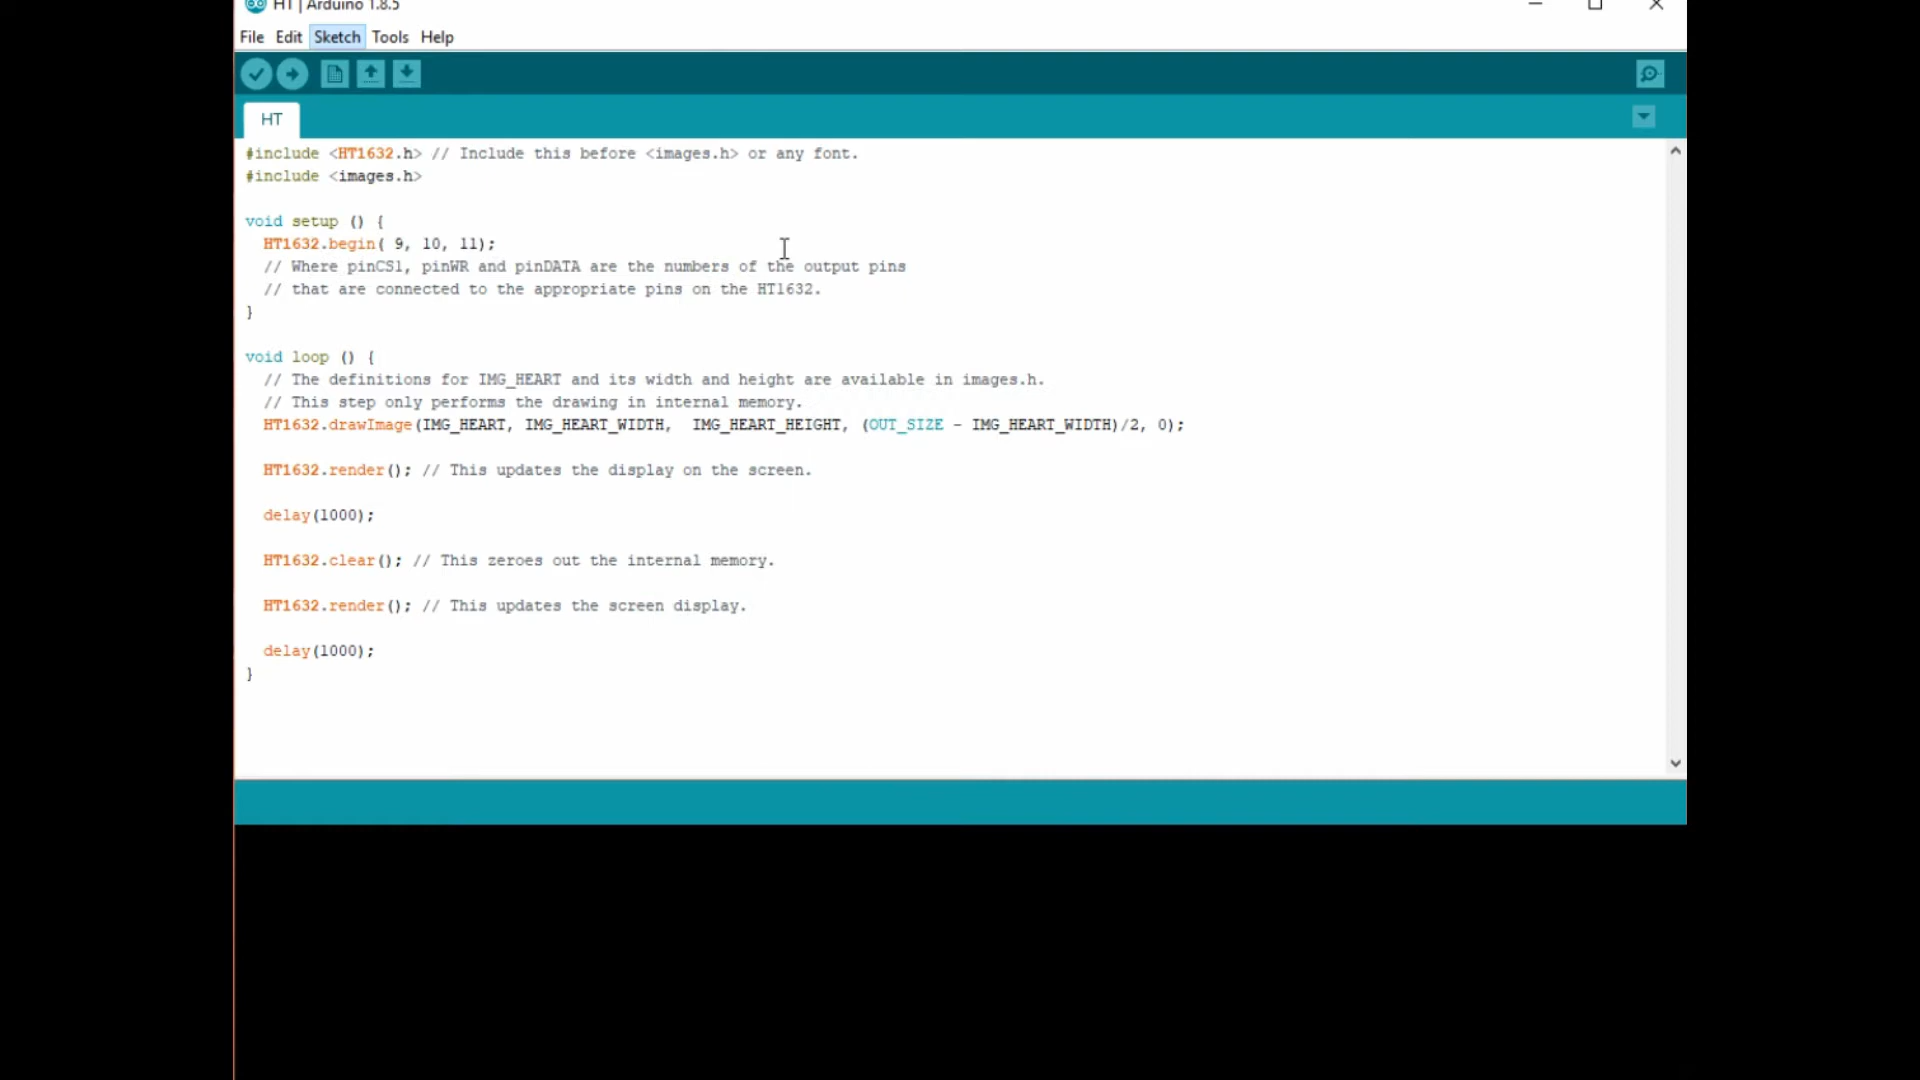 HT | Arduino 1.8.5
File Edit Sketch Tools Help
HT
#include <HT1632.h> // Include this before <images.h> or any font.
#include <images.h>
void setup () {
HT1632.begin( 9, 10, 11);
// Where pinCS1, pinWR and pinDATA are the numbers of the output pins
// that are connected to the appropriate pins on the HT1632.
}
void loop () {
// The definitions for IMG_HEART and its width and height are available in images.h.
// This step only performs the drawing in internal memory.
HT1632.drawImage(IMG_HEART, IMG_HEART_WIDTH,  IMG_HEART_HEIGHT, (OUT_SIZE - IMG_HEART_WIDTH)/2, 0);
HT1632.render(); // This updates the display on the screen.
delay(1000);
HT1632.clear(); // This zeroes out the internal memory.
HT1632.render(); // This updates the screen display.
delay(1000);
}